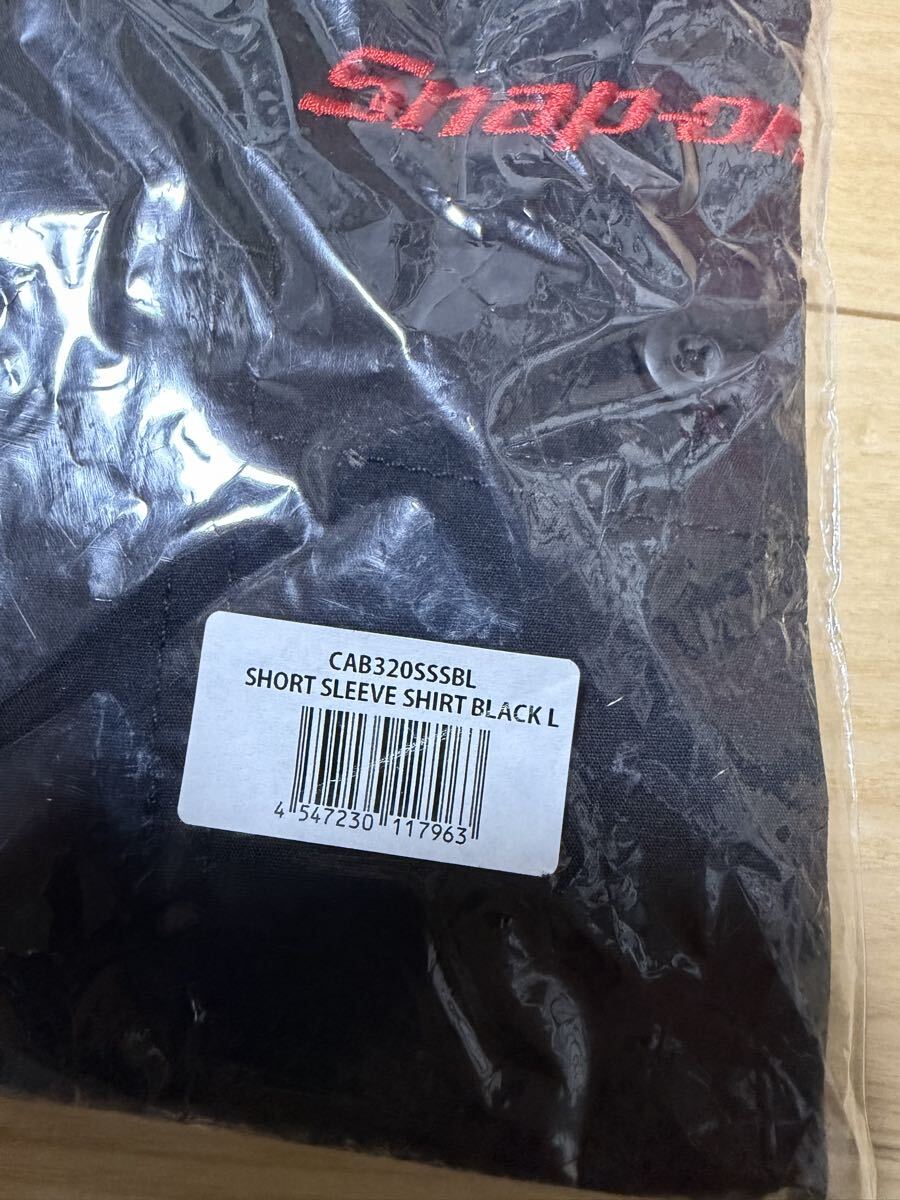 Snap-on
CAB320SSSBL
SHORT SLEEVE SHIRT BLACK L
4 547230 117963